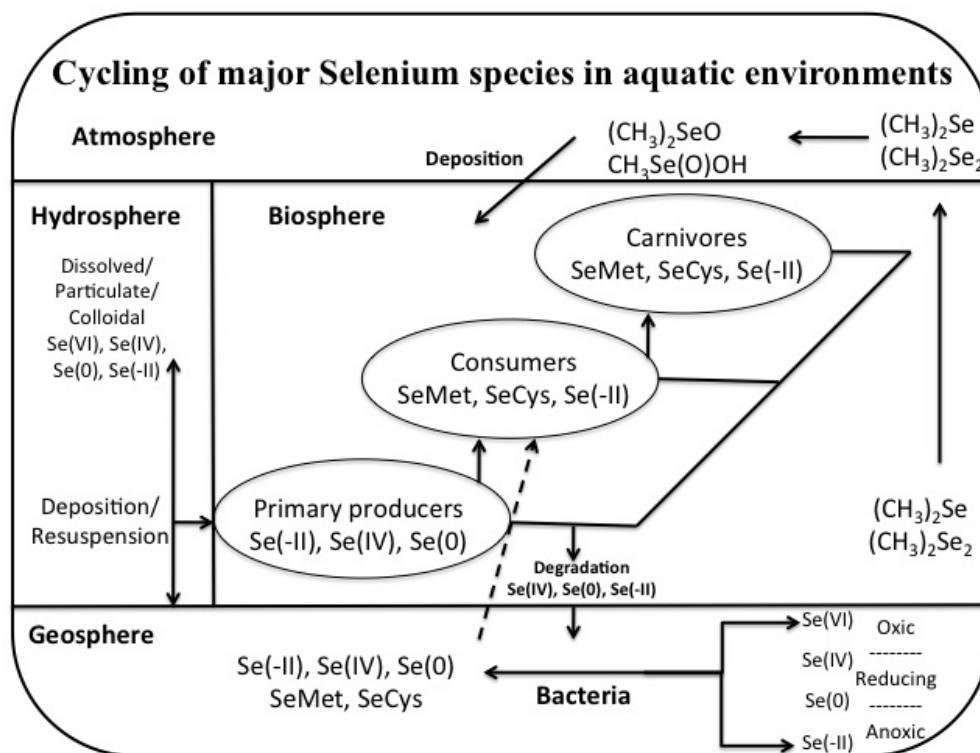 Cycling of major Selenium species in aquatic environments
Atmosphere
Deposition
(CH₃)₂SeO
CH₃Se(O)OH
(CH₃)₂Se
(CH₃)₂Se₂
Hydrosphere
Dissolved/
Particulate/
Colloidal
Se(VI), Se(IV),
Se(0), Se(-II)
Deposition/
Resuspension
Biosphere
Carnivores
SeMet, SeCys, Se(-II)
Consumers
SeMet, SeCys, Se(-II)
Primary producers
Se(-II), Se(IV), Se(0)
Degradation
Se(IV), Se(0), Se(-II)
(CH₃)₂Se
(CH₃)₂Se₂
Geosphere
Se(-II), Se(IV), Se(0)
SeMet, SeCys
Bacteria
Se(VI)
Oxic
--------
Se(IV)
Reducing
Se(0)
--------
Anoxic
Se(-II)